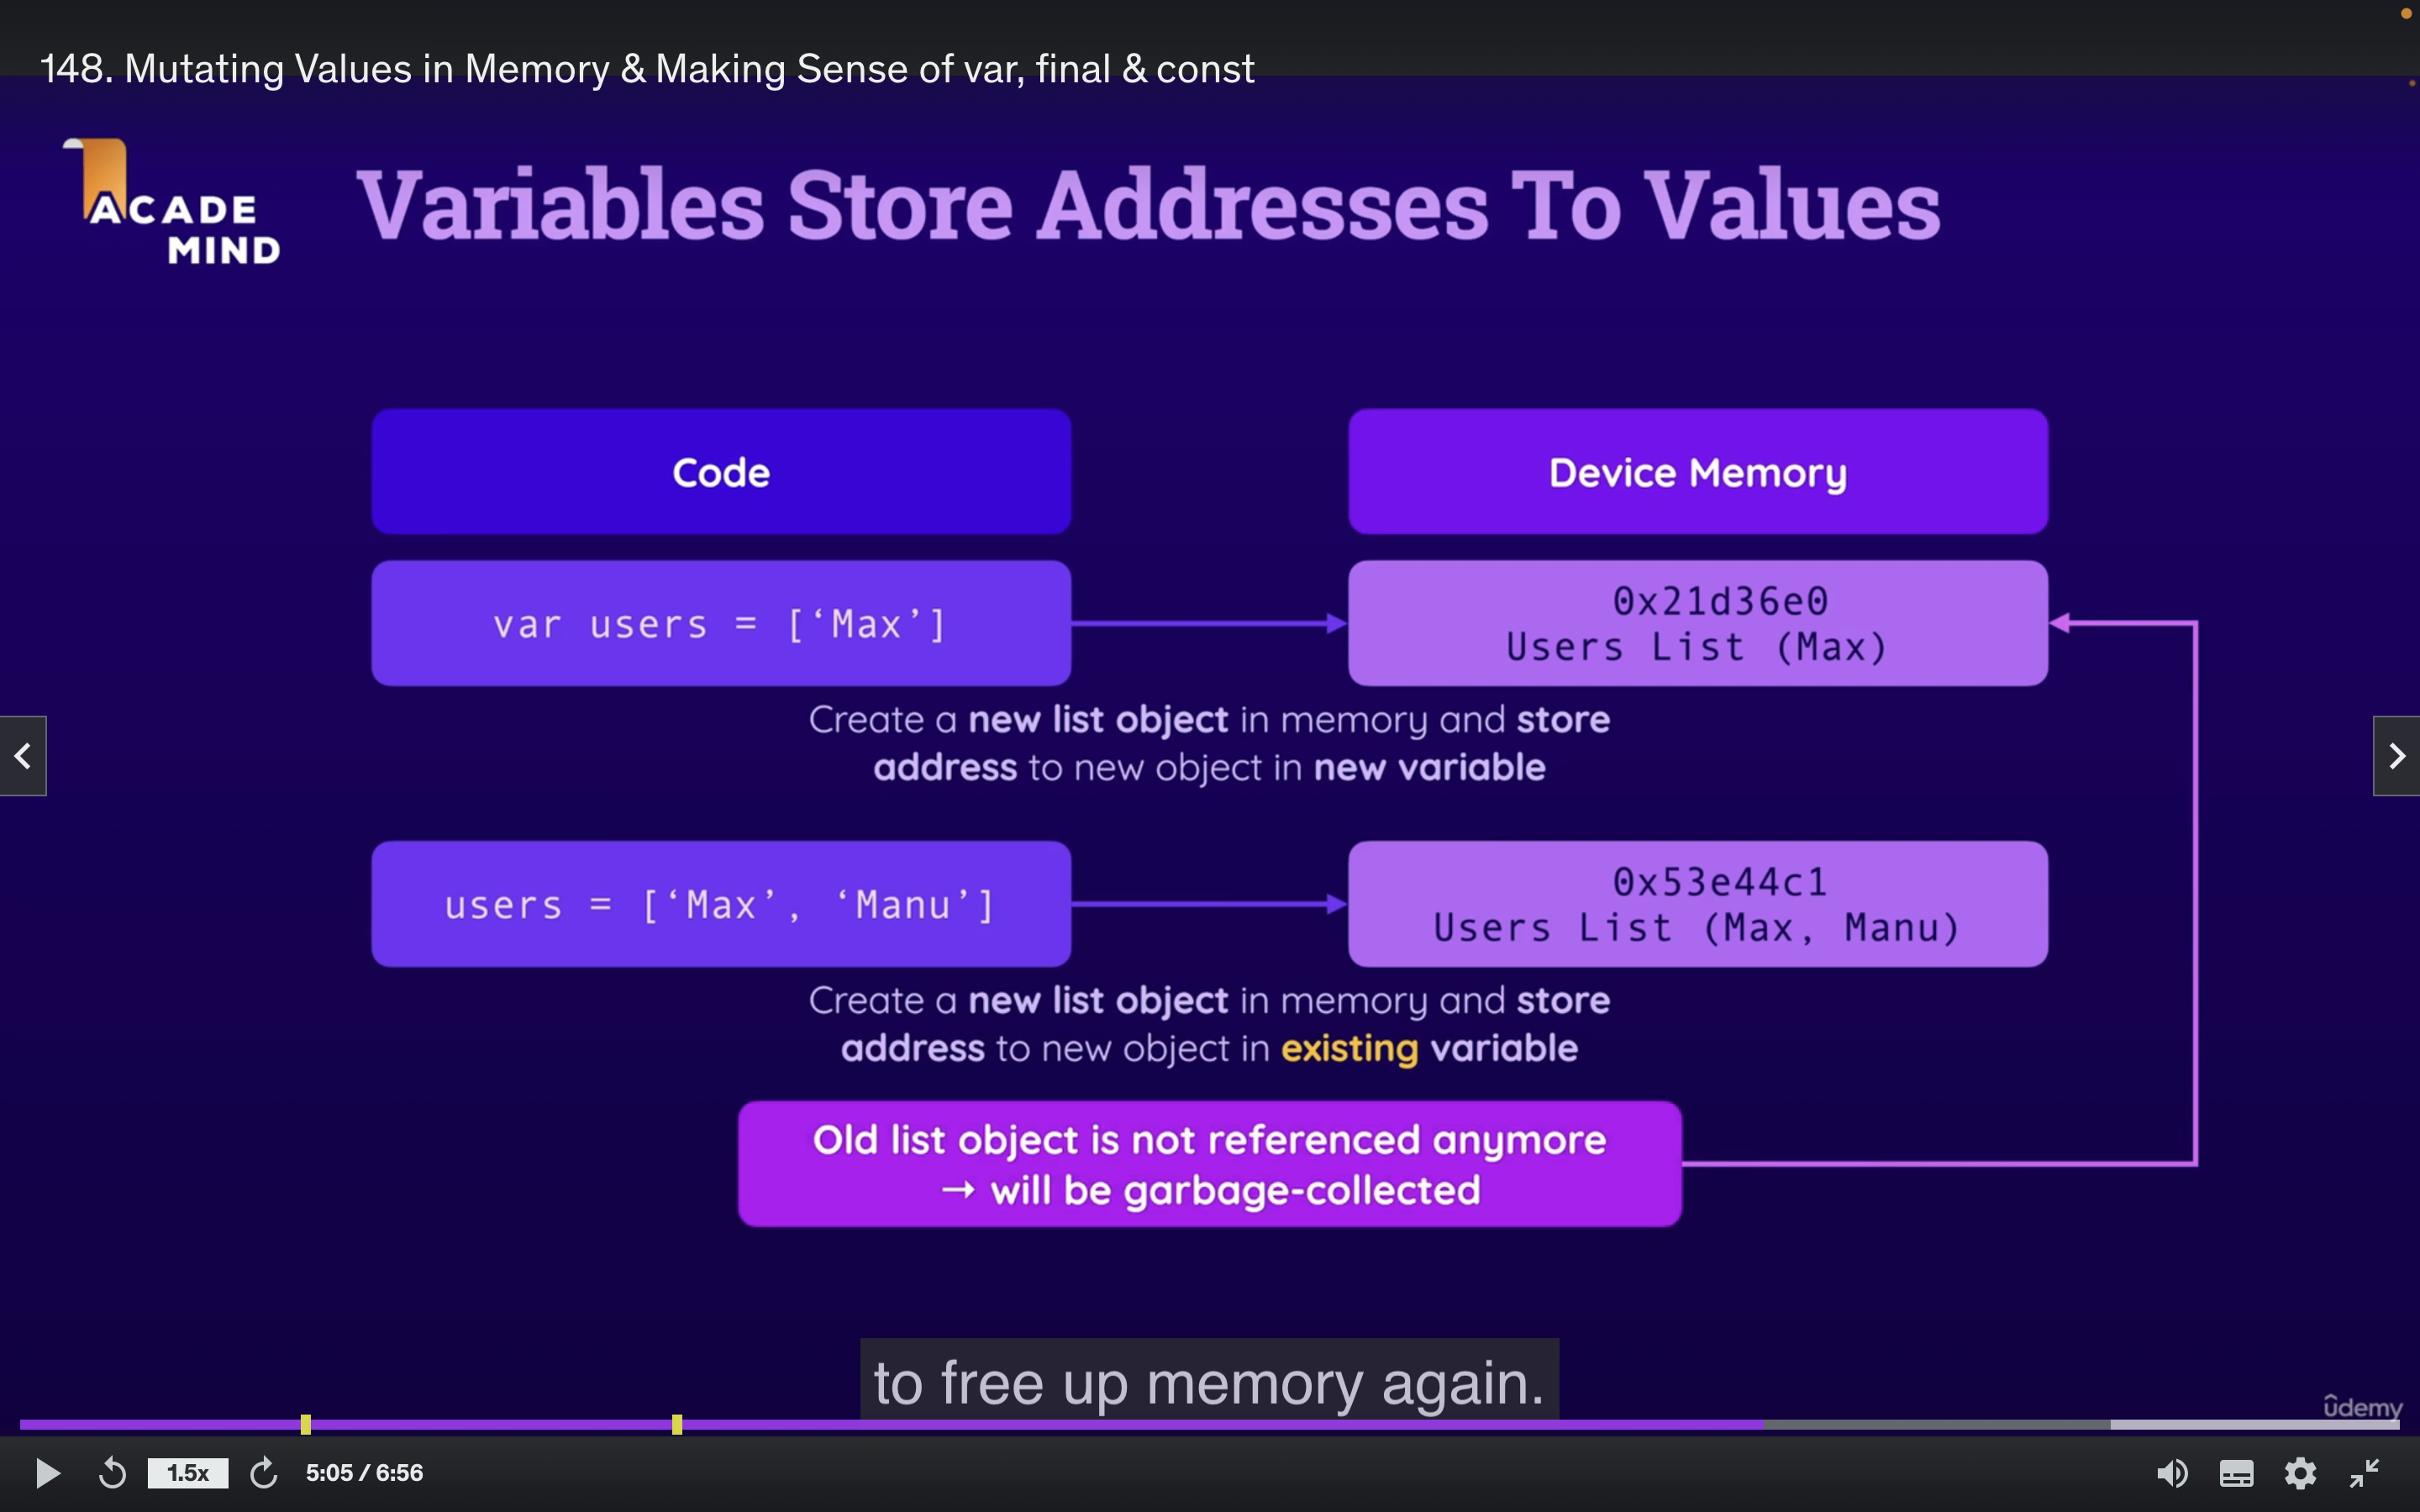 148. Mutating Values in Memory & Making Sense of var, final & const
ACADE
MIND
Variables Store Addresses To Values
Code
Device Memory
var users = [‘Max’]
0x21d36e0
Users List (Max)
Create a new list object in memory and store
address to new object in new variable
users = [‘Max’, ‘Manu’]
0x53e44c1
Users List (Max, Manu)
Create a new list object in memory and store
address to new object in existing variable
Old list object is not referenced anymore
→ will be garbage-collected
to free up memory again.
ûdemy
1.5x
5:05 / 6:56